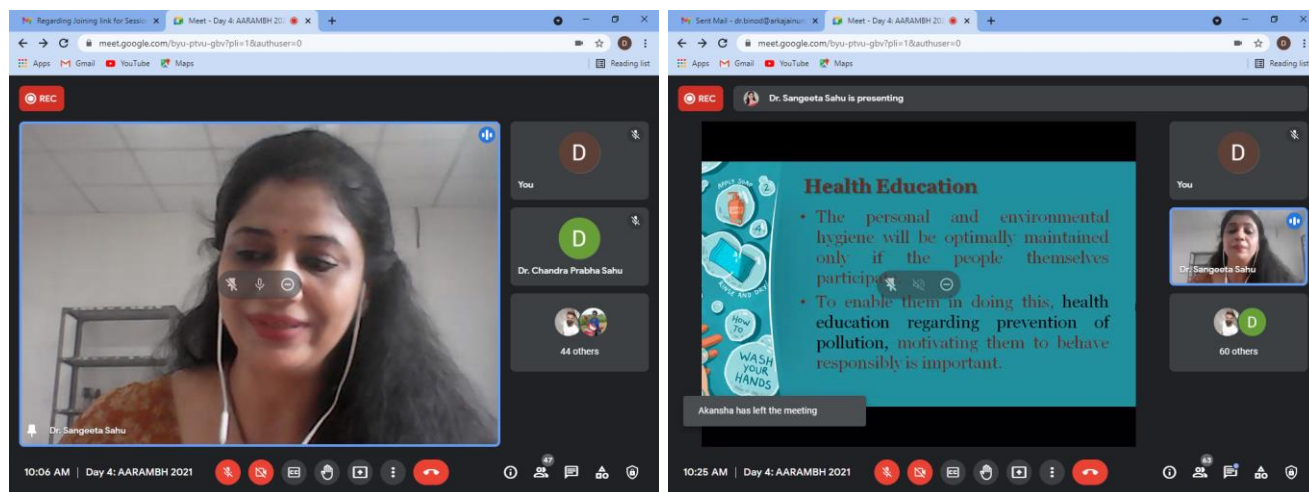 Regarding Joining link for Sessio
Meet - Day 4: AARAMBH 202
meet.google.com/byu-ptvu-gbv?pli=1&authuser=0
D
Apps
Gmail
YouTube
Maps
Reading list
REC
D
You
D
Dr. Chandra Prabha Sahu
44 others
Dr. Sangeeta Sahu
10:06 AM | Day 4: AARAMBH 2021
47
Sent Mail - dr.binod@arkajainun
Meet - Day 4: AARAMBH 202
meet.google.com/byu-ptvu-gbv?pli=1&authuser=0
D
Apps
Gmail
YouTube
Maps
Reading list
REC
Dr. Sangeeta Sahu is presenting
APPLY SOAP
2.
4.
RINSE AND DRY
HOW
TO
WASH
YOUR
HANDS
Health Education
• The personal and environmental
hygiene will be optimally maintained
only if the people themselves
• To enable them in doing this, health
education regarding prevention of
pollution, motivating them to behave
responsibly is important.
D
You
Dr. Sangeeta Sahu
D
60 others
Akansha has left the meeting
10:25 AM | Day 4: AARAMBH 2021
63